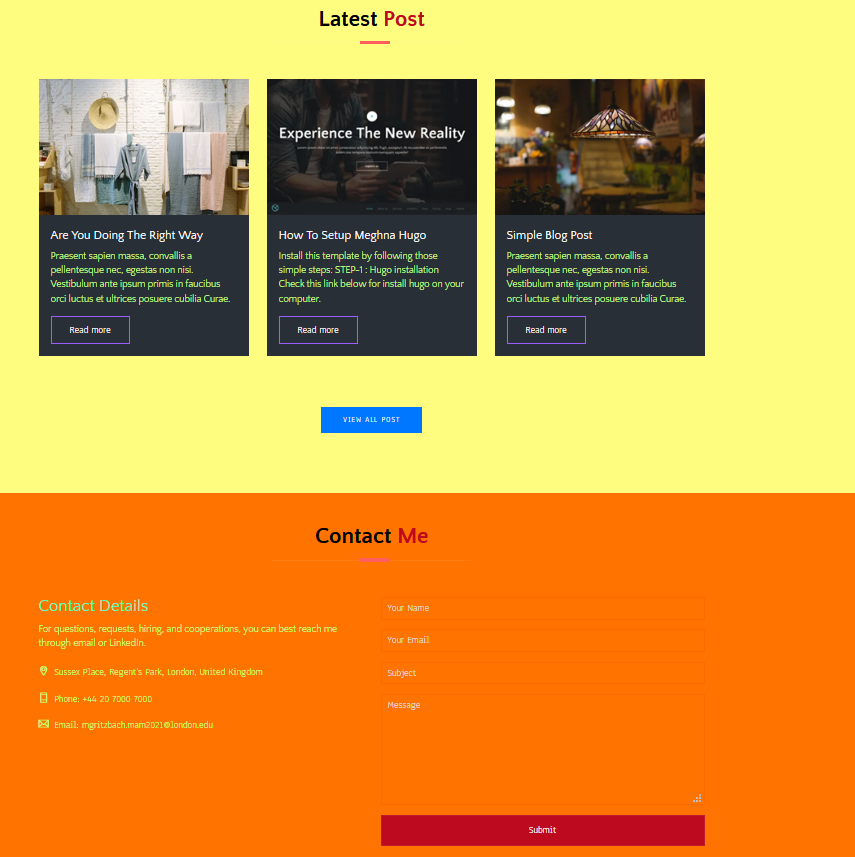 Latest Post
Experience The New Reality
Are You Doing The Right Way
Praesent sapien massa, convallis a
pellentesque nec, egestas non nisi.
Vestibulum ante ipsum primis in faucibus
orci luctus et ultrices posuere cubilia Curae.
Read more
How To Setup Meghna Hugo
Install this template by following those
simple steps: STEP-1 : Hugo installation
Check this link below for install hugo on your
computer.
Read more
Simple Blog Post
Praesent sapien massa, convallis a
pellentesque nec, egestas non nisi.
Vestibulum ante ipsum primis in faucibus
orci luctus et ultrices posuere cubilia Curae.
Read more
VIEW ALL POST
Contact Me
Contact Details
For questions, requests, hiring, and cooperations, you can best reach me
through email or LinkedIn.
Sussex Place, Regent's Park, London, United Kingdom
Phone: +44 20 7000 7000
Email: mgritzbach.mam2021@london.edu
Your Name
Your Email
Subject
Message
Submit